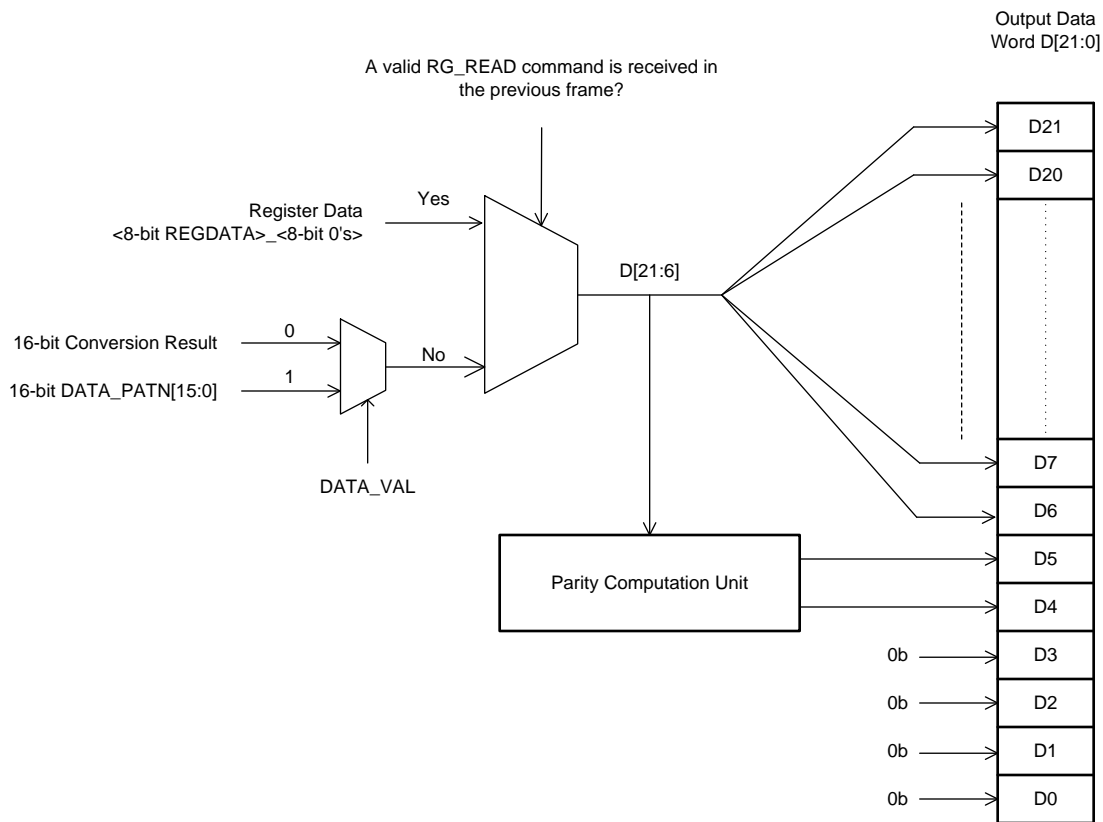 Output Data
Word D[21:0]
A valid RG_READ command is received in
the previous frame?
D21
D20
Yes
Register Data
<8-bit REGDATA>_<8-bit 0's>
D[21:6]
0
16-bit Conversion Result
No
1
16-bit DATA_PATN[15:0]
DATA_VAL
D7
D6
Parity Computation Unit
D5
D4
0b
D3
0b
D2
0b
D1
0b
D0